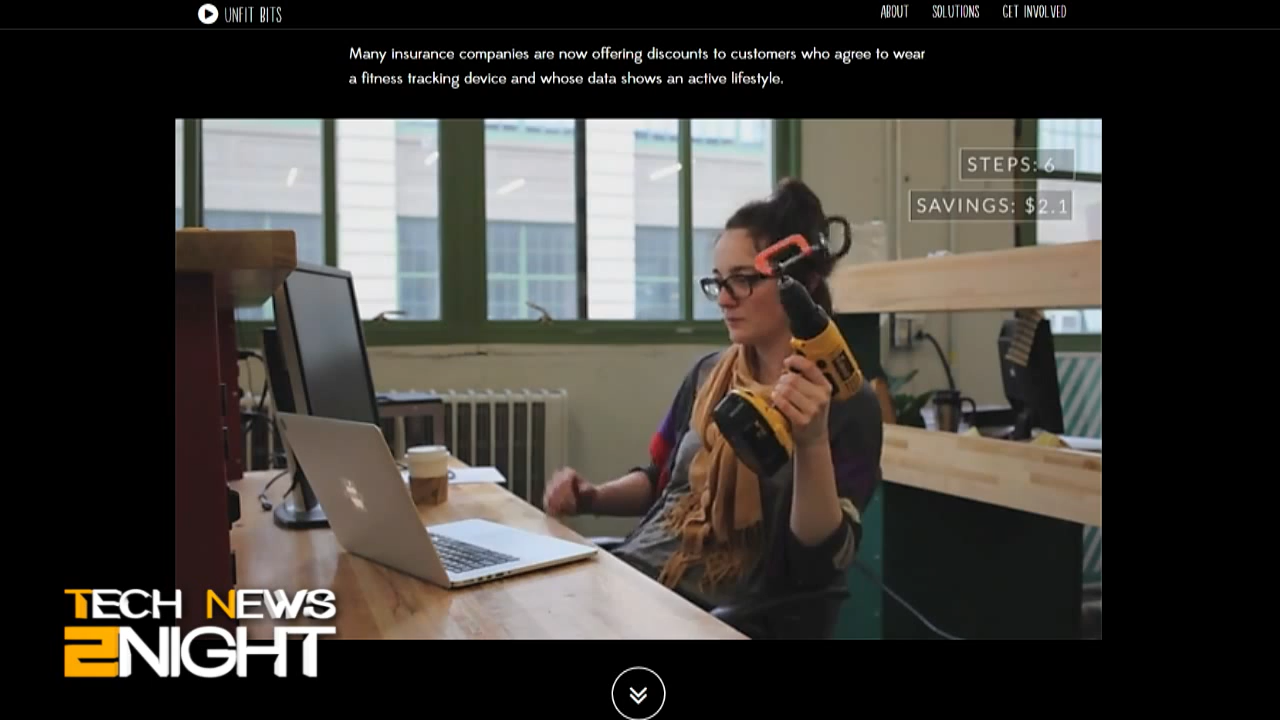 UNFIT BITS
ABOUT SOLUTIONS GET INVOLVED
Many insurance companies are now offering discounts to customers who agree to wear
a fitness tracking device and whose data shows an active lifestyle.
STEPS: 6
SAVINGS: $2.1
TECH NEWS
2NIGHT